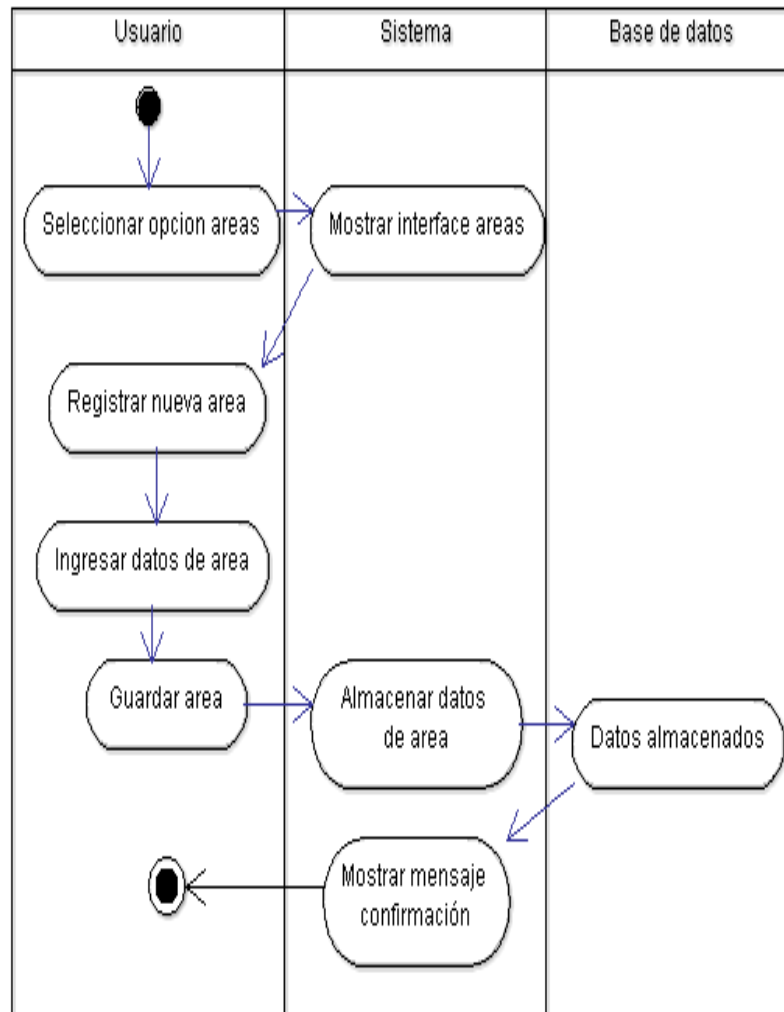 Usuario
Sistema
Base de datos
Seleccionar opcion areas
Mostrar interface areas
Registrar nueva area
Ingresar datos de area
Guardar area
Almacenar datos
de area
Datos almacenados
Mostrar mensaje
confirmación